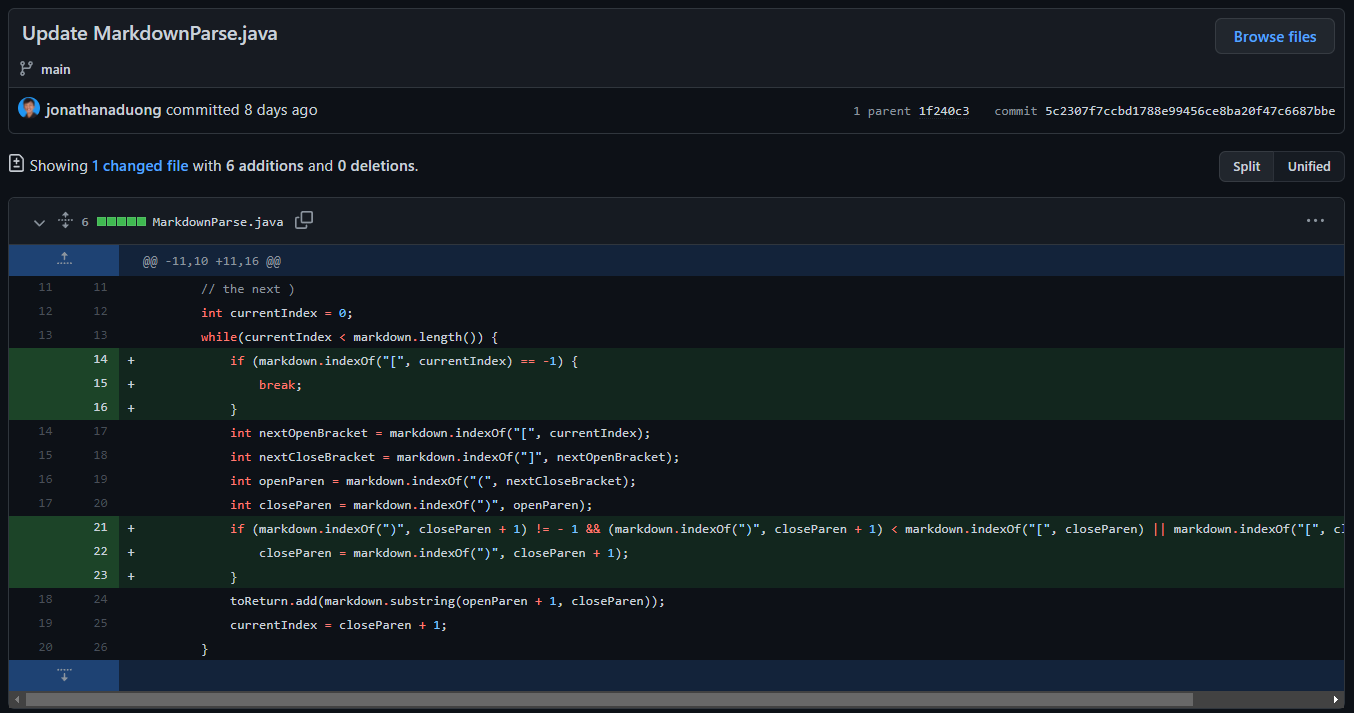 Update MarkdownParse.java
Browse files
main
jonathanaduong committed 8 days ago
1 parent 1f240c3 commit 5c2307f7ccbd1788e99456ce8ba20f47c6687bbe
Showing 1 changed file with 6 additions and 0 deletions.
Split Unified
6 MarkdownParse.java
@@ -11,10 +11,16 @@
11 11 // the next )
12 12 int currentIndex = 0;
13 13 while(currentIndex < markdown.length()) {
14 + if (markdown.indexOf("[", currentIndex) == -1) {
15 + break;
16 + }
14 17 int nextOpenBracket = markdown.indexOf("[", currentIndex);
15 18 int nextCloseBracket = markdown.indexOf("]", nextOpenBracket);
16 19 int openParen = markdown.indexOf("(", nextCloseBracket);
17 20 int closeParen = markdown.indexOf(")", openParen);
21 + if (markdown.indexOf(")", closeParen + 1) != - 1 && (markdown.indexOf(")", closeParen + 1) < markdown.indexOf("[", closeParen) || markdown.indexOf("[",
22 + closeParen = markdown.indexOf(")", closeParen + 1);
23 + }
18 24 toReturn.add(markdown.substring(openParen + 1, closeParen));
19 25 currentIndex = closeParen + 1;
20 26 }